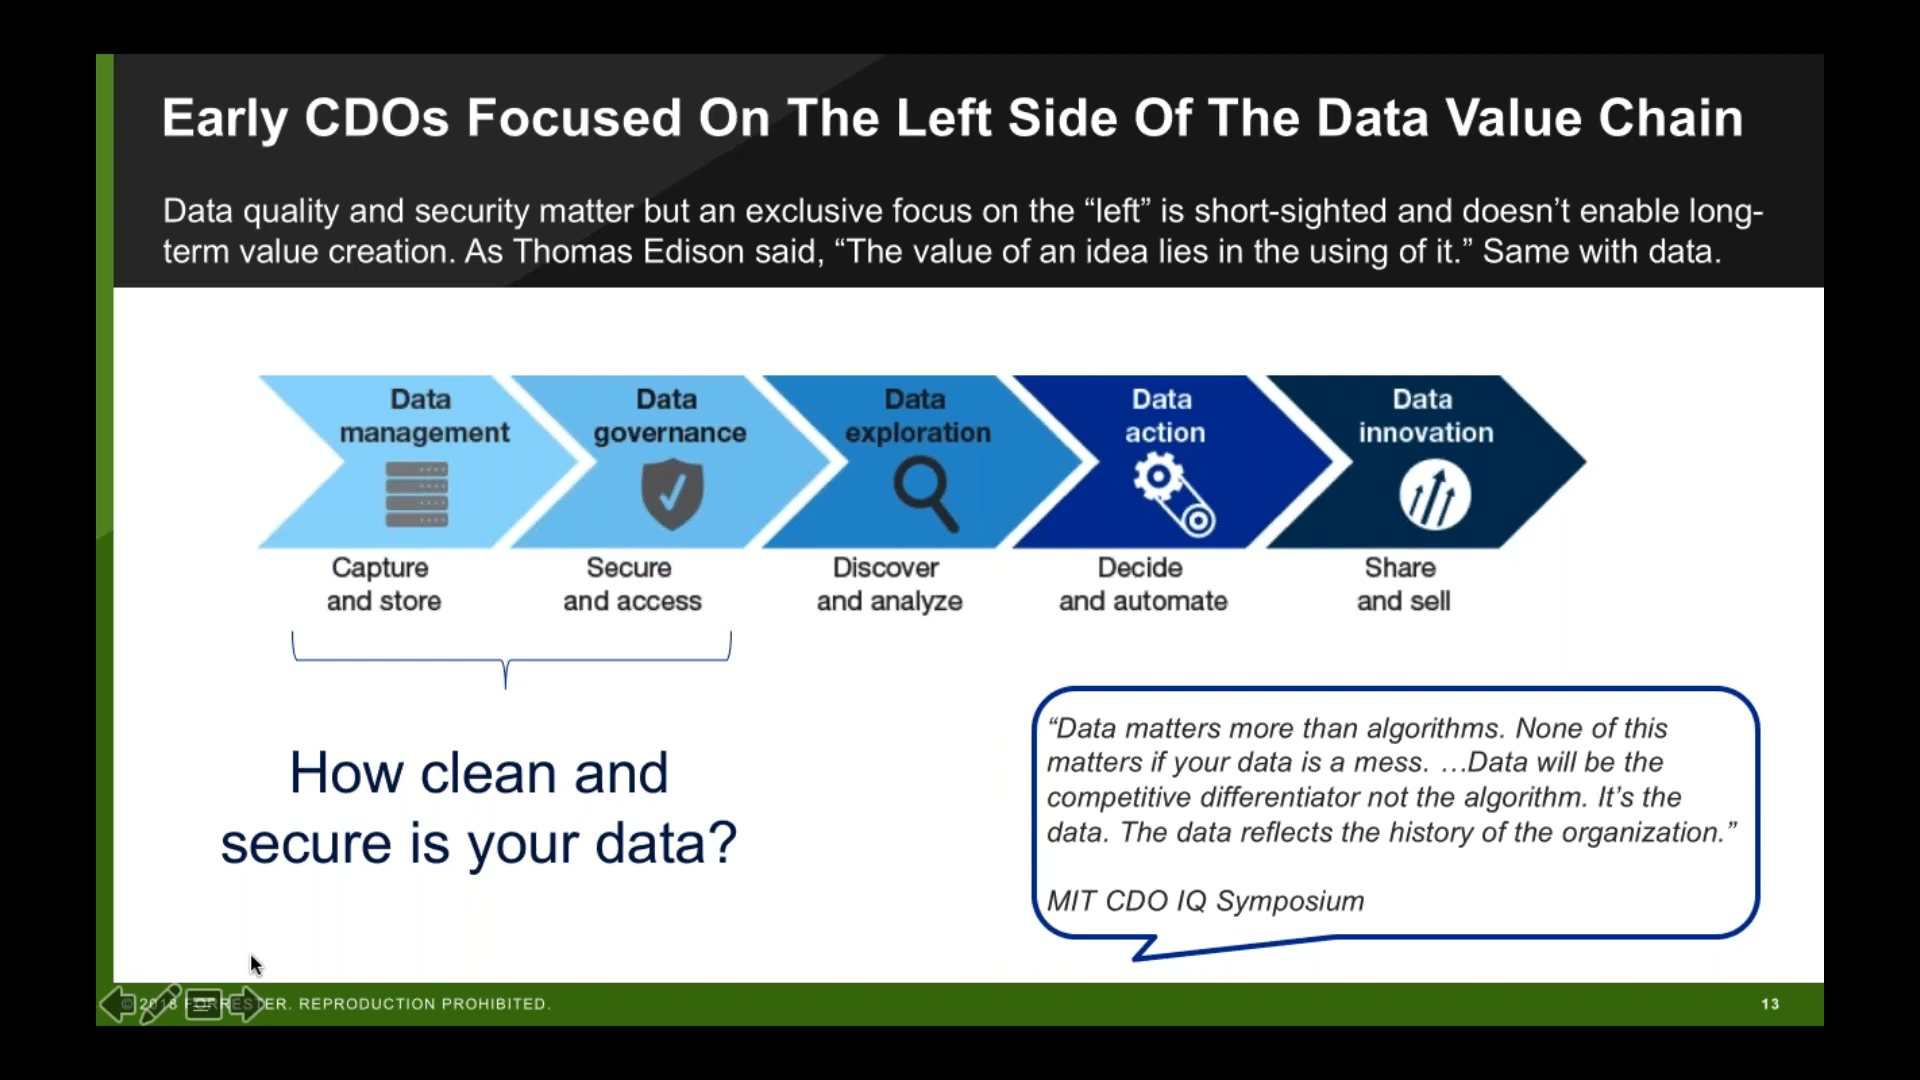 Early CDOs Focused On The Left Side Of The Data Value Chain
Data quality and security matter but an exclusive focus on the “left” is short-sighted and doesn’t enable long-
term value creation. As Thomas Edison said, “The value of an idea lies in the using of it.” Same with data.
Data
management
Capture
and store
Data
governance
Secure
and access
Data
exploration
Discover
and analyze
Data
action
Decide
and automate
Data
innovation
Share
and sell
How clean and
secure is your data?
“Data matters more than algorithms. None of this
matters if your data is a mess. …Data will be the
competitive differentiator not the algorithm. It’s the
data. The data reflects the history of the organization.”
MIT CDO IQ Symposium
© 2018 FORRESTER. REPRODUCTION PROHIBITED.
13